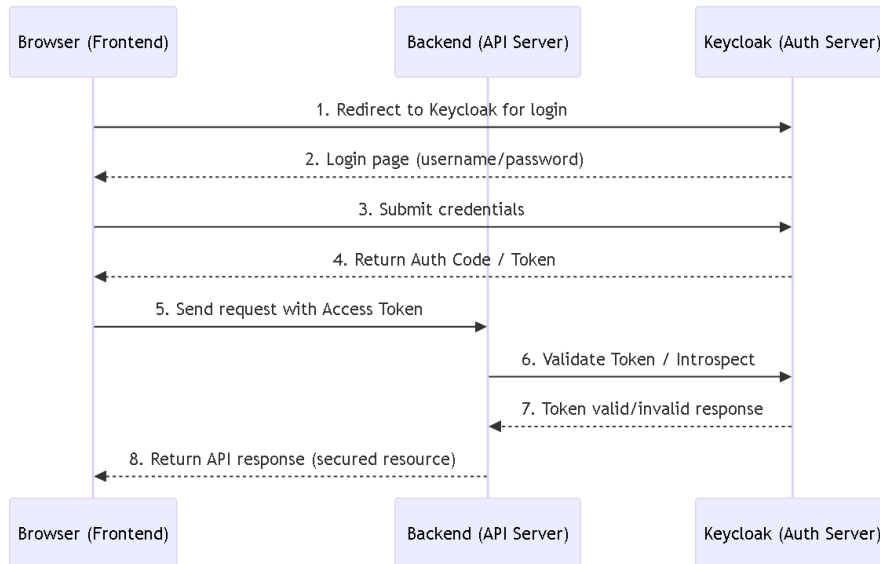 Browser (Frontend)
Backend (API Server)
Keycloak (Auth Server)
1. Redirect to Keycloak for login
2. Login page (username/password)
3. Submit credentials
4. Return Auth Code / Token
5. Send request with Access Token
6. Validate Token / Introspect
7. Token valid/invalid response
8. Return API response (secured resource)
Browser (Frontend)
Backend (API Server)
Keycloak (Auth Server)